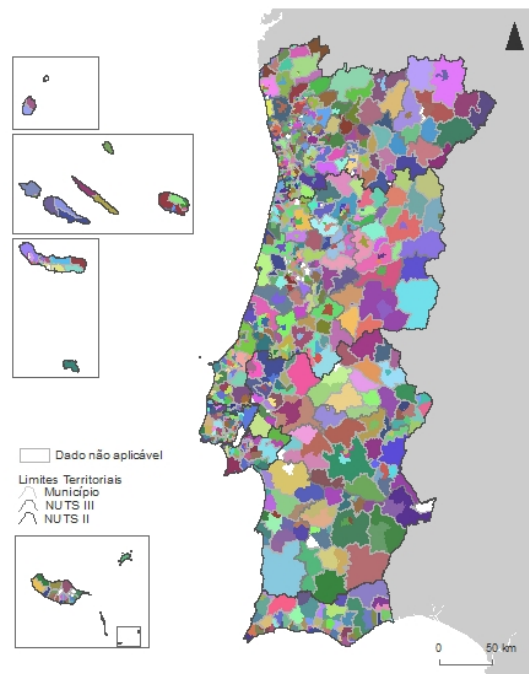 Dado não aplicável
Limites Territoriais
Município
NUTS III
NUTS II
0 50 km